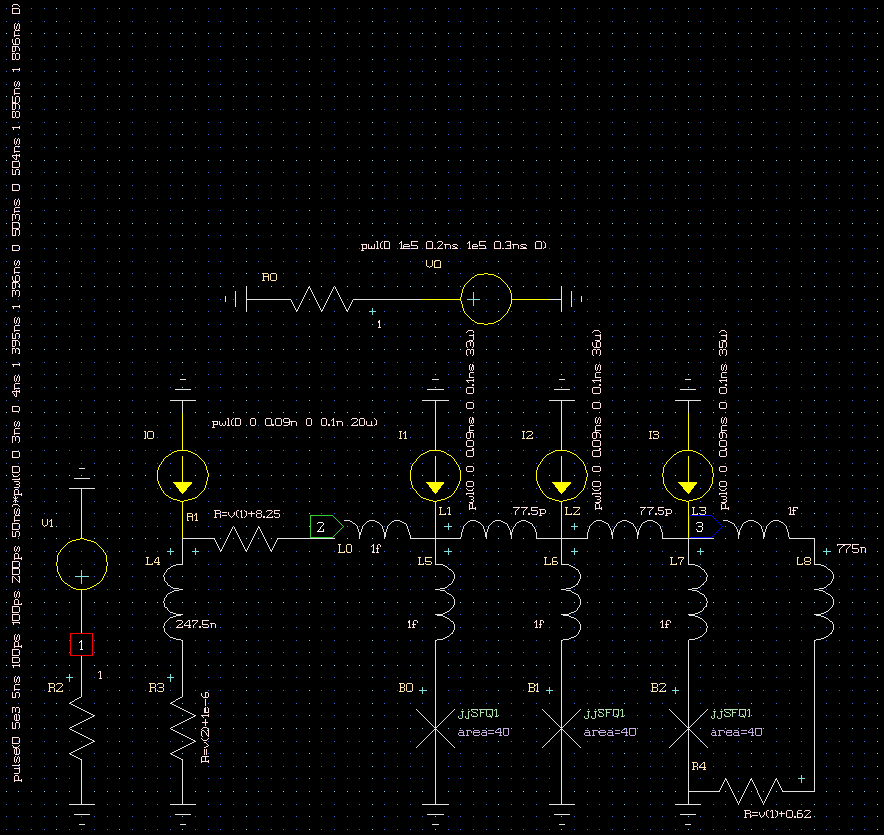 pulse(0 5e3 5ns 100ps 100ps 200ps 50ns)*pwl(0 0 3ns 0 4ns 1 395ns 1 396ns 0 503ns 0 504ns 1 895ns 1 896ns 0)
pwl(0 1e5 0.2ns 1e5 0.3ns 0)
V0
R0
1
pwl(0 0 0.09ns 0 0.1ns 33u)
pwl(0 0 0.09ns 0 0.1ns 36u)
pwl(0 0 0.09ns 0 0.1ns 35u)
pwl(0 0 0.09n 0 0.1n 20u)
I0
I1
I2
I3
V1
R=v(1)+8.25
R1
2
L0
1f
L1
77.5p
L2
77.5p
L3
3
1f
L4
247.5n
L5
1f
L6
1f
L7
1f
L8
775n
1
1
R2
R3
R=v(2)+1e-6
B0
jjSFQ1
area=40
B1
jjSFQ1
area=40
B2
jjSFQ1
area=40
R4
R=v(1)+0.62